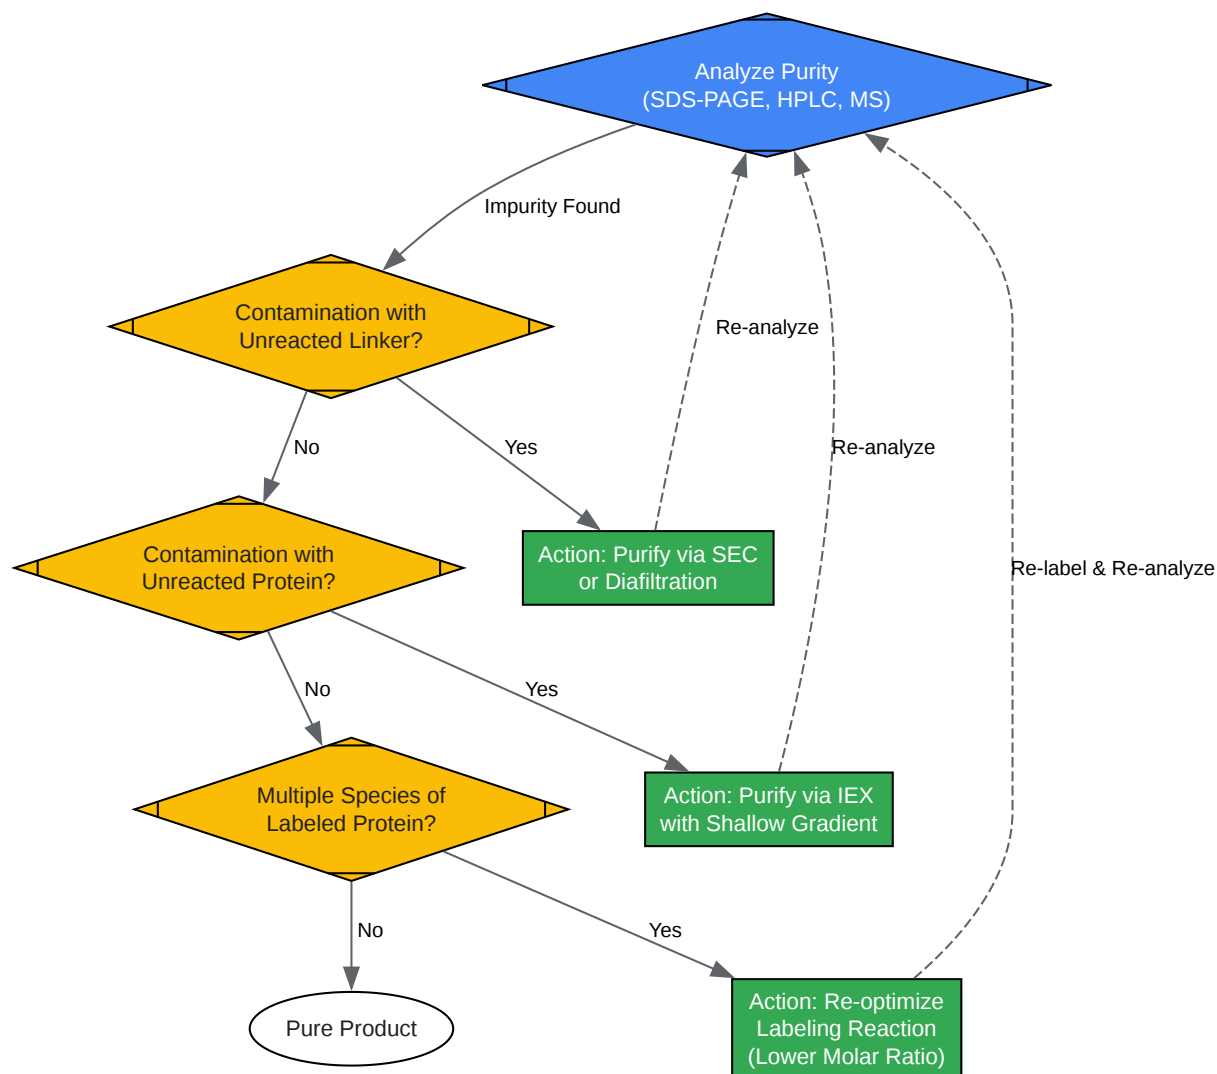 Analyze Purity
(SDS-PAGE, HPLC, MS)
Impurity Found
Contamination with
Unreacted Linker?
Re-analyze
No
Yes
Re-analyze
Contamination with
Unreacted Protein?
Action: Purify via SEC
or Diafiltration
Re-label & Re-analyze
No
Yes
Multiple Species of
Labeled Protein?
Action: Purify via IEX
with Shallow Gradient
No
Yes
Pure Product
Action: Re-optimize
Labeling Reaction
(Lower Molar Ratio)